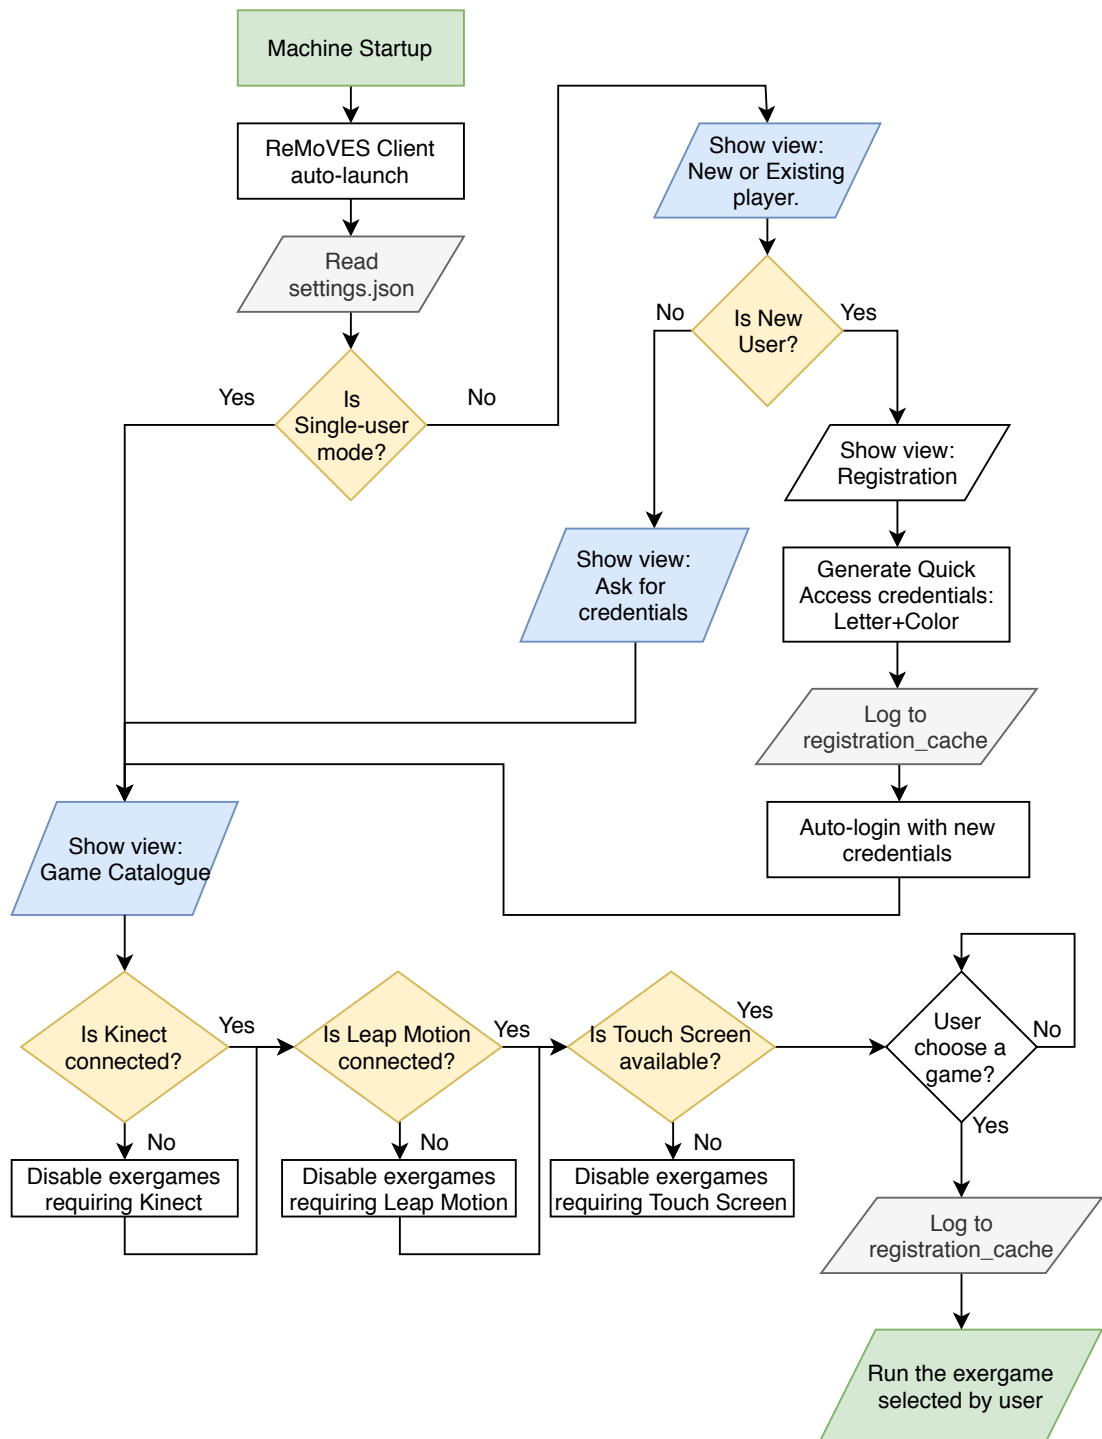 Machine Startup
ReMoVES Client
auto-launch
Read
settings.json
Is
Single-user
mode?
Yes
No
Show view:
New or Existing
player.
Is New
User?
No
Yes
Show view:
Registration
Show view:
Ask for
credentials
Generate Quick
Access credentials:
Letter+Color
Log to
registration_cache
Auto-login with new
credentials
Show view:
Game Catalogue
Is Kinect
connected?
Yes
No
Disable exergames
requiring Kinect
Is Leap Motion
connected?
Yes
No
Disable exergames
requiring Leap Motion
Is Touch Screen
available?
Yes
No
Disable exergames
requiring Touch Screen
User
choose a
game?
No
Yes
Log to
registration_cache
Run the exergame
selected by user